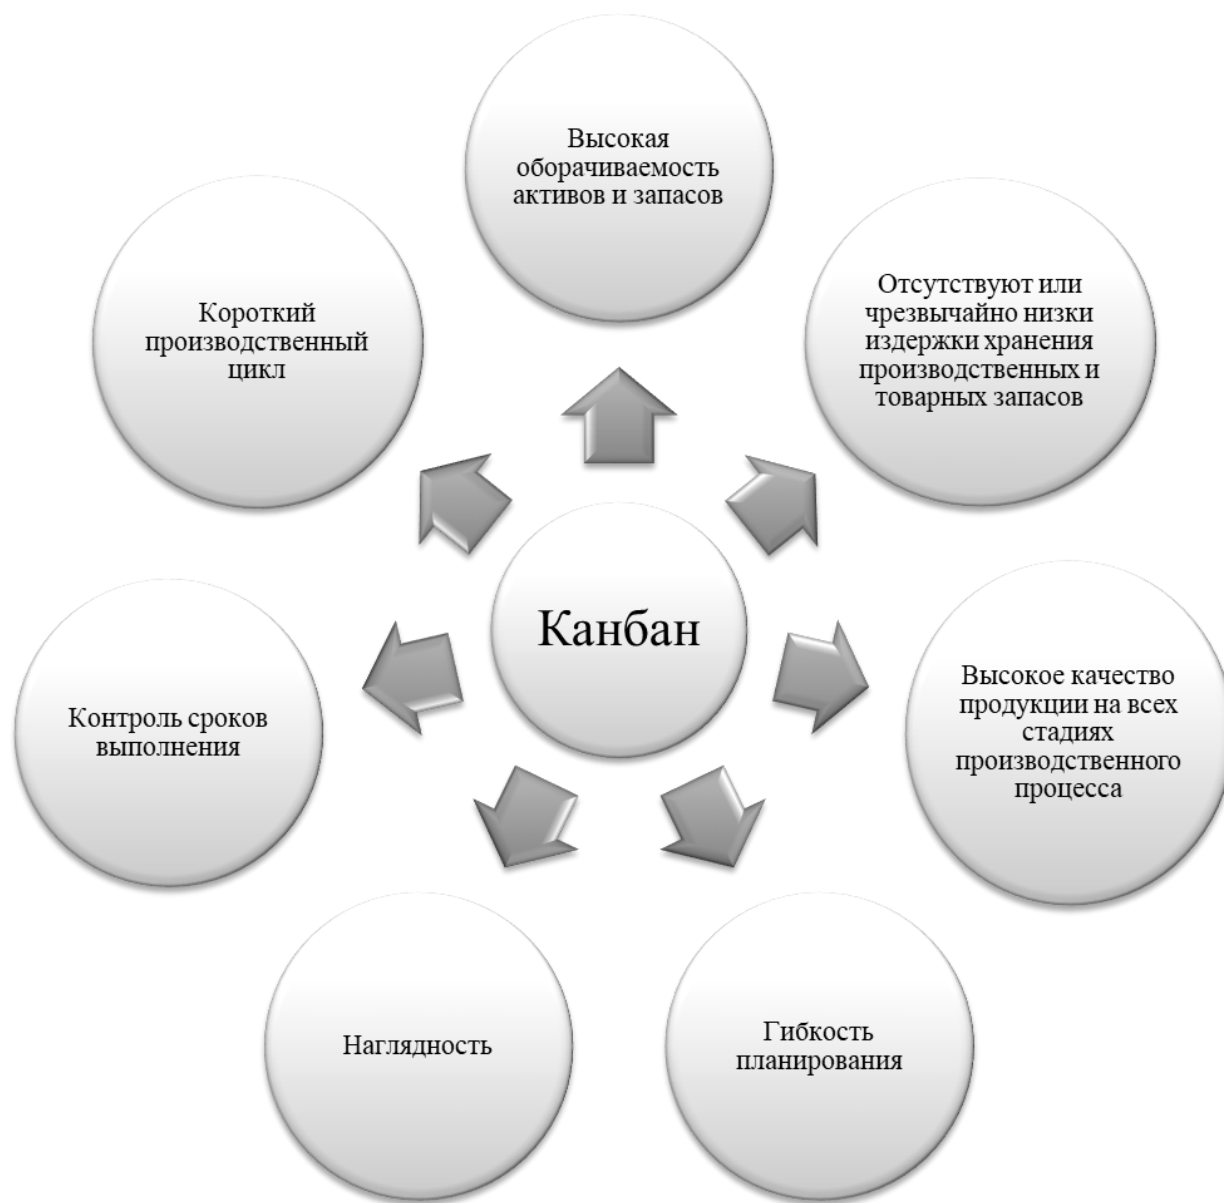 Высокая
оборачиваемость
активов и запасов
Отсутствуют или
чрезвычайно низки
издержки хранения
производственных и
товарных запасов
Короткий
производственный
цикл
Канбан
Высокое качество
продукции на всех
стадиях
производственного
процесса
Контроль сроков
выполнения
Наглядность
Гибкость
планирования